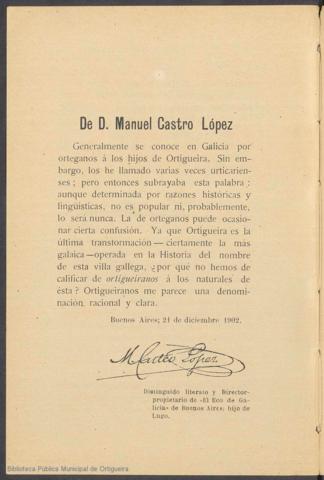 De D. Manuel Castro López
Generalmente se conoce en Galicia por
orteganos á los hijos de Ortigueira. Sin em-
bargo, los he llamado varias veces urticarien-
ses; pero entonces subrayaba esta palabra:
aunque determinada por razones históricas y
lingüísticas, no es popular ni, probablemente,
lo será nunca. La de orteganos puede ocasio-
nar cierta confusión. Ya que Ortigueira es la
última transformación — ciertamente la más
galaica — operada en la Historia del nombre
de esta villa gallega, ¿por qué no hemos de
calificar de ortigueiranos á los naturales de
ésta? Ortigueiranos me parece una denomi-
nación racional y clara.
Buenos Aires; 21 de diciembre 1902.
M Castro López
Distinguido literato y Director-
propietario de «El Eco de Ga-
licia» de Buenos Aires; hijo de
Lugo.
Biblioteca Pública Municipal de Ortigueira